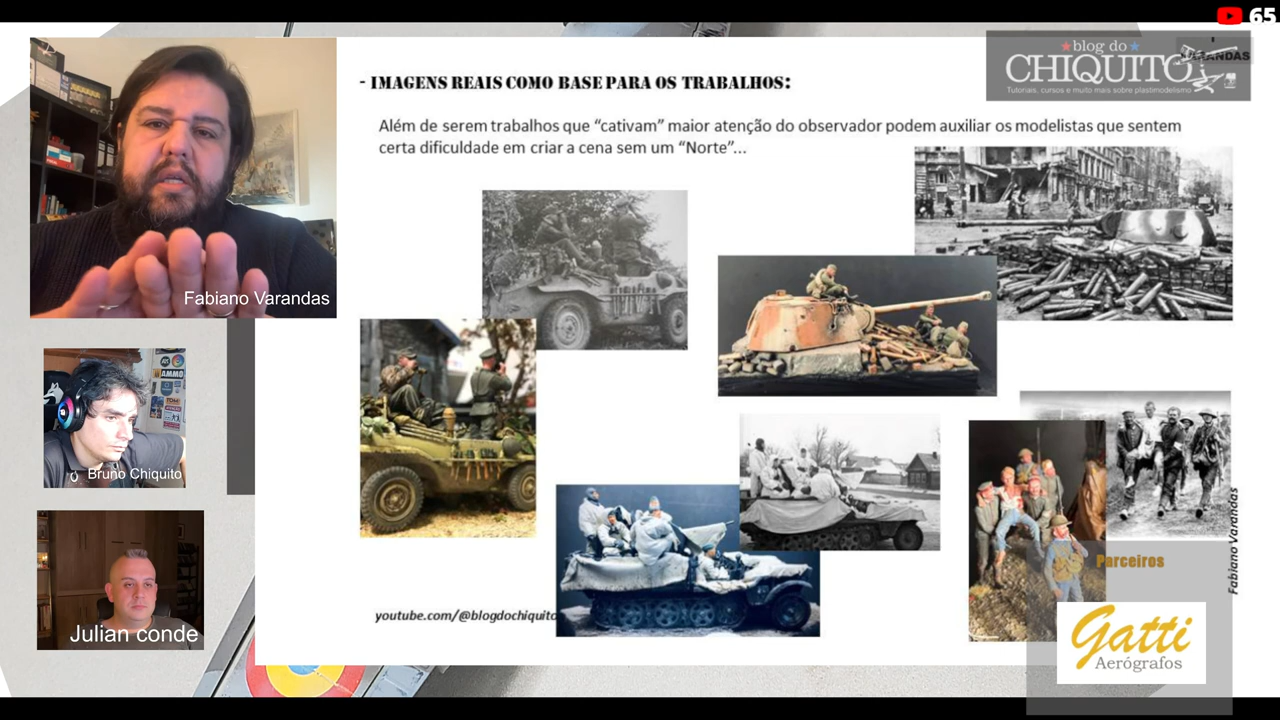 65
blog do
CHIQUITO
Tutoriais, cursos e muito mais sobre plastimodelismo
VARANDAS
- IMAGENS REAIS COMO BASE PARA OS TRABALHOS:
Além de serem trabalhos que “cativam” maior atenção do observador podem auxiliar os modelistas que sentem
certa dificuldade em criar a cena sem um “Norte”...
Fabiano Varandas
AMMO
Bruno Chiquito
Julian conde
youtube.com/@blogdochiquito
Fabiano Varandas
Parceiros
Gatti
Aerógrafos